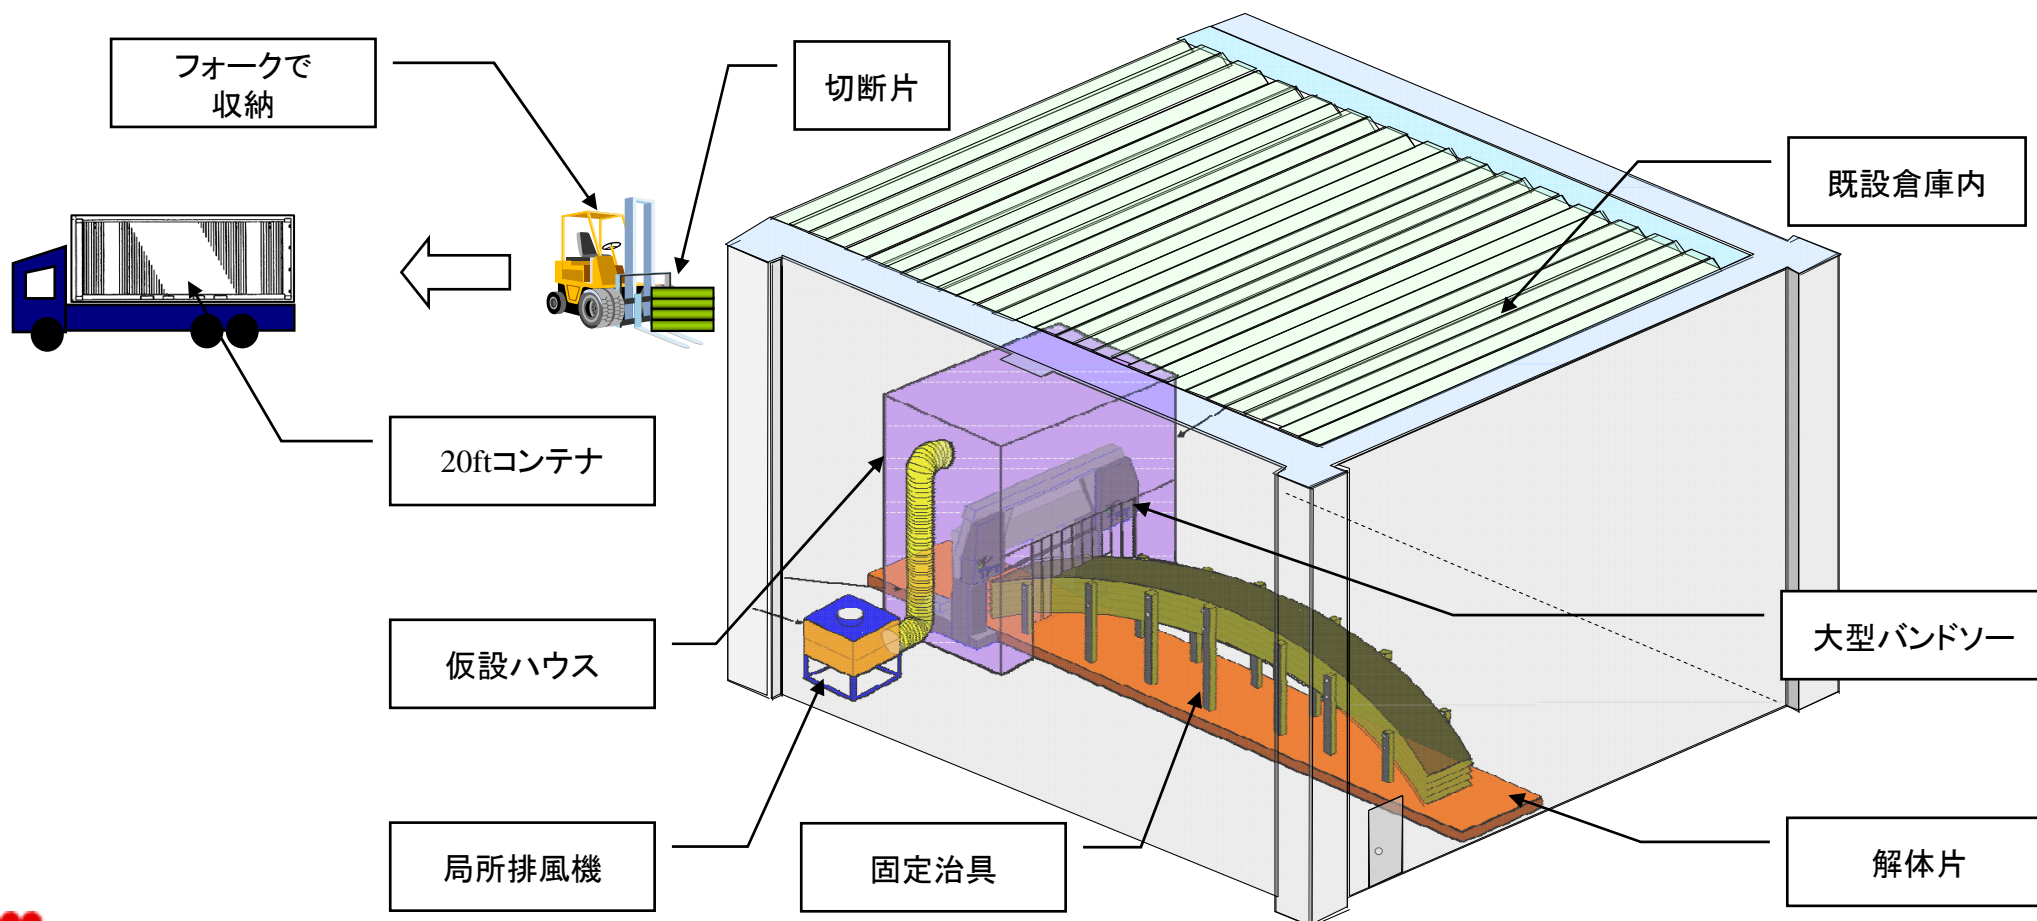 フォークで
収納
切断片
既設倉庫内
20ftコンテナ
仮設ハウス
大型バンドソー
局所排風機
固定治具
解体片